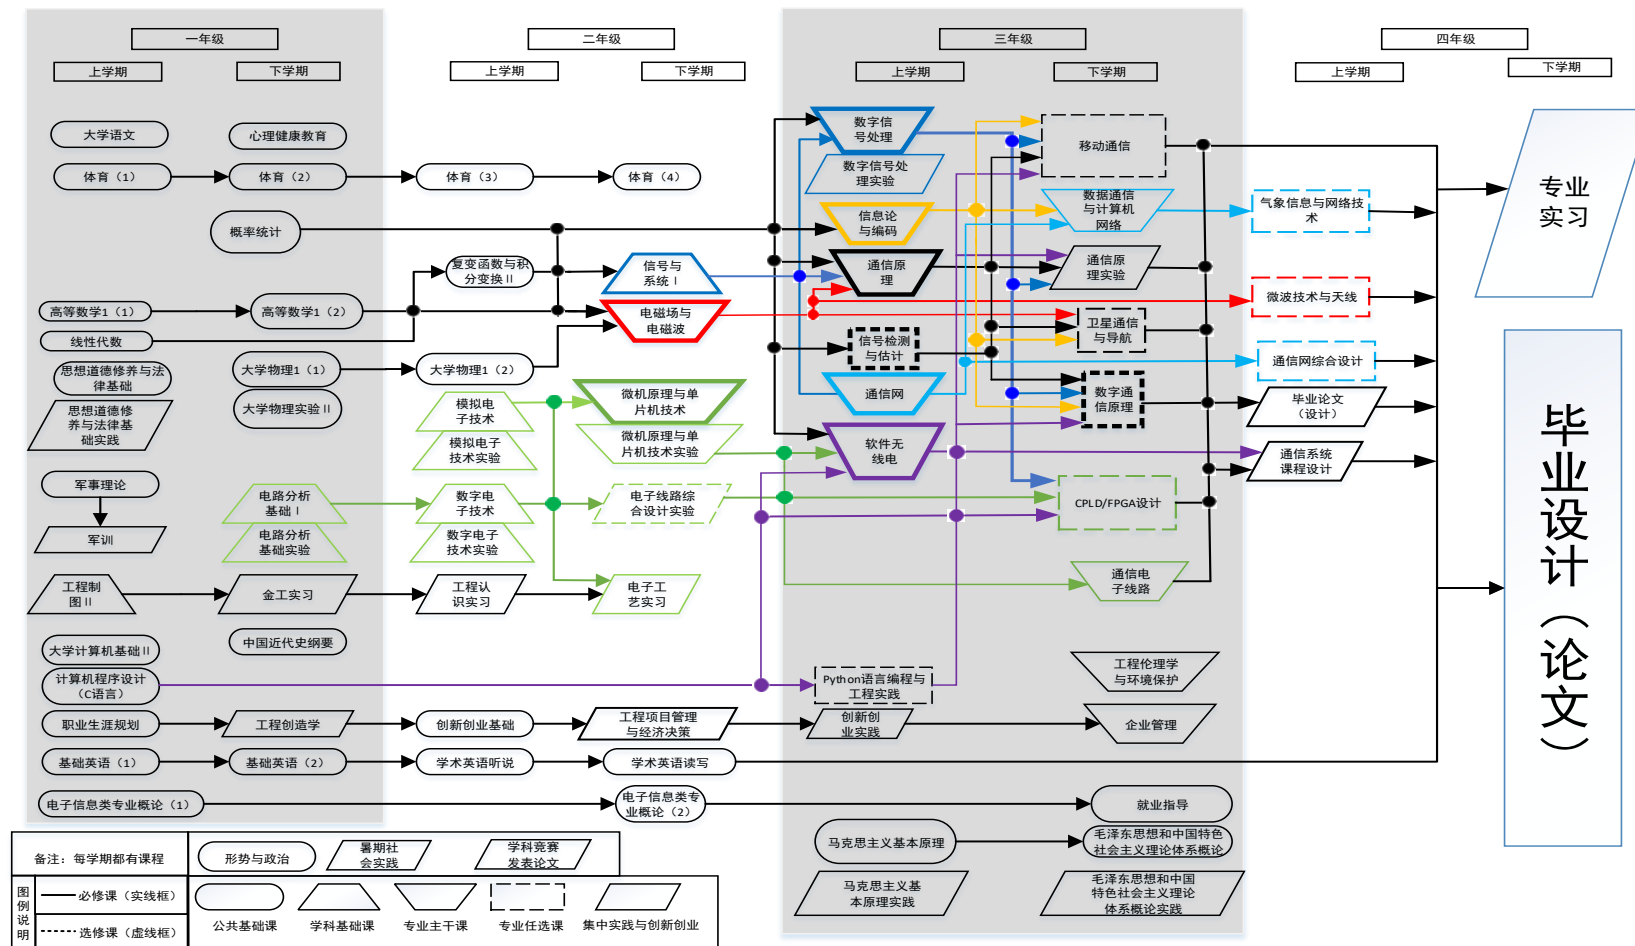 一年级
二年级
三年级
四年级
上学期
下学期
上学期
下学期
上学期
下学期
上学期
下学期
大学语文
心理健康教育
体育（1）
体育（2）
体育（3）
体育（4）
概率统计
复变函数与积
分变换Ⅱ
信号与
系统Ⅰ
高等数学1（1）
高等数学1（2）
电磁场与
电磁波
线性代数
思想道德修养与法
律基础
大学物理1（1）
大学物理1（2）
思想道德修
养与法律基
础实践
大学物理实验Ⅱ
模拟电
子技术
微机原理与单
片机技术
模拟电子
技术实验
微机原理与单
片机技术实验
军事理论
电路分析
基础Ⅰ
数字电
子技术
电子线路综
合设计实验
军训
电路分析
基础实验
数字电子
技术实验
工程制
图Ⅱ
金工实习
工程认
识实习
电子工
艺实习
大学计算机基础Ⅱ
中国近代史纲要
计算机程序设计
（C语言）
职业生涯规划
工程创造学
创新创业基础
工程项目管理
与经济决策
基础英语（1）
基础英语（2）
学术英语听说
学术英语读写
电子信息类专业概论（1）
电子信息类专
业概论（2）
数字信
号处理
数字信号处
理实验
信息论
与编码
通信原
理
信号检测
与估计
通信网
软件无
线电
Python语言编程与
工程实践
创新创
业实践
马克思主义基本原理
马克思主义基
本原理实践
移动通信
数据通信
与计算机
网络
通信原
理实验
卫星通信
与导航
数字通
信原理
CPLD/FPGA设计
通信电
子线路
工程伦理学
与环境保护
企业管理
就业指导
毛泽东思想和中国特色
社会主义理论体系概论
毛泽东思想和中国
特色社会主义理论
体系概论实践
气象信息与网络技
术
微波技术与天线
通信网综合设计
毕业论文
（设计）
通信系统
课程设计
专业
实习
毕业设计（论文）
备注：每学期都有课程
形势与政治
暑期社
会实践
学科竞赛
发表论文
图例说明
必修课（实线框）
选修课（虚线框）
公共基础课
学科基础课
专业主干课
专业任选课
集中实践与创新创业